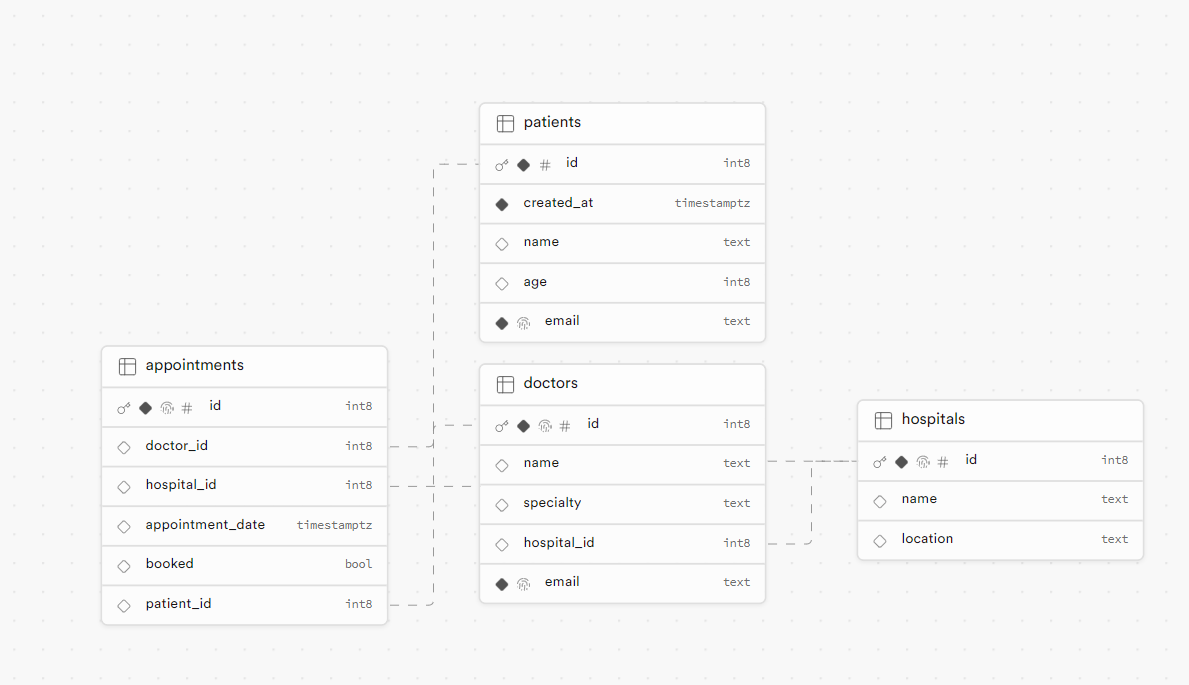 patients
id int8
created_at timestamptz
name text
age int8
email text
appointments
id int8
doctor_id int8
hospital_id int8
appointment_date timestamptz
booked bool
patient_id int8
doctors
id int8
name text
specialty text
hospital_id int8
email text
hospitals
id int8
name text
location text